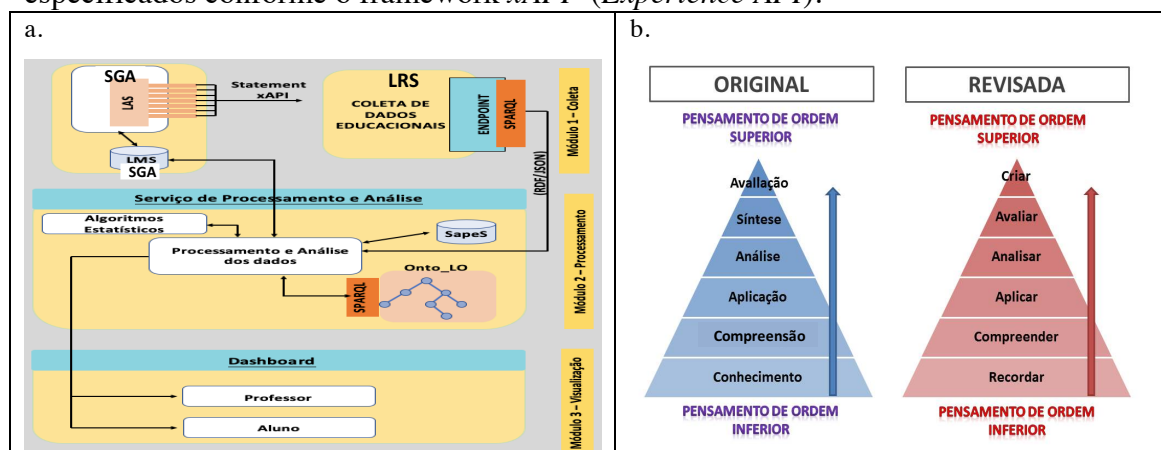 especificados conforme o framework xAPI (Experience API).
a.
SGA
LAS
LMS
SGA
Statement
xAPI
LRS
COLETA DE
DADOS
EDUCACIONAIS
ENDPOINT
SPARQL
Módulo 1 – Coleta
(RDF/JSON)
Serviço de Processamento e Análise
Algoritmos
Estatísticos
Processamento e Análise
dos dados
SapeS
Onto_LO
SPARQL
Módulo 2 – Processamento
Dashboard
Professor
Aluno
Módulo 3 – Visualização
b.
ORIGINAL
PENSAMENTO DE ORDEM
SUPERIOR
Avallação
Síntese
Análise
Aplicação
Compreensão
Conhecimento
PENSAMENTO DE ORDEM
INFERIOR
REVISADA
PENSAMENTO DE ORDEM
SUPERIOR
Criar
Avaliar
Analisar
Aplicar
Compreender
Recordar
PENSAMENTO DE ORDEM
INFERIOR